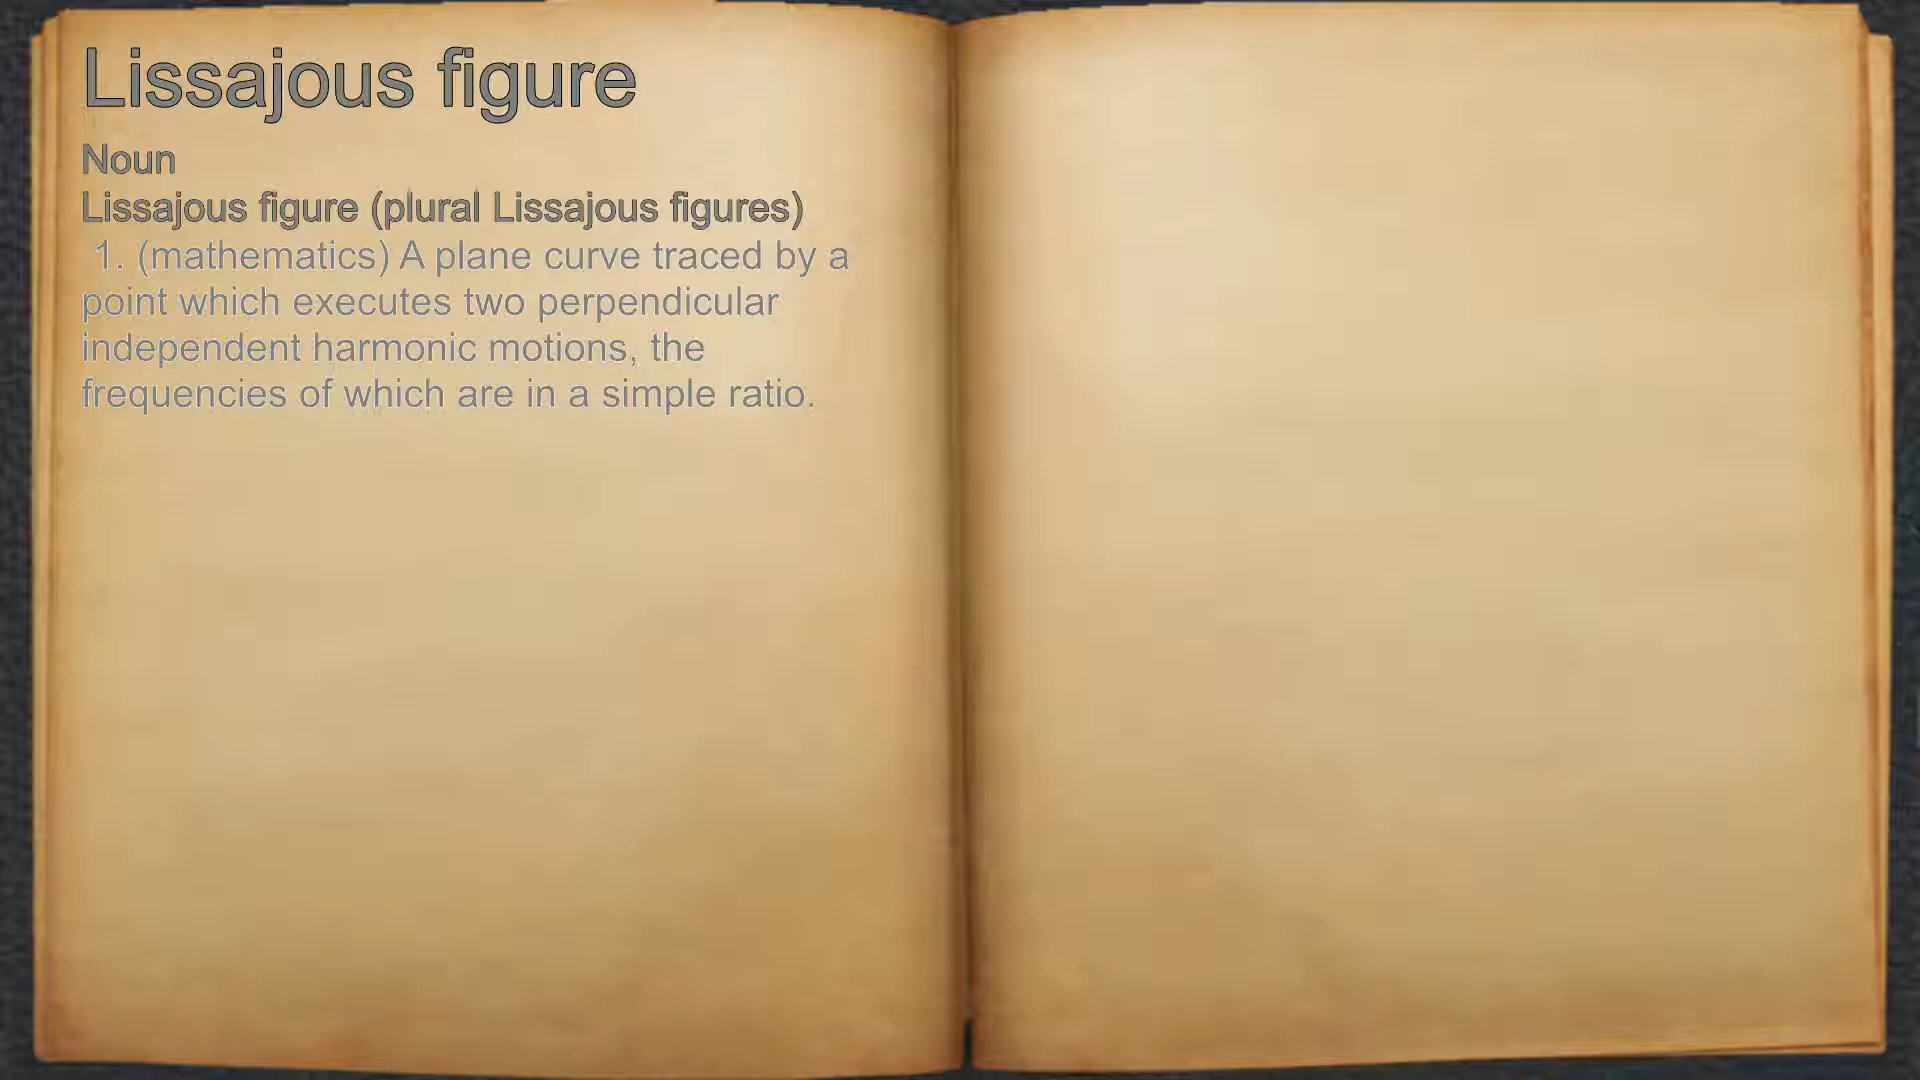 Lissajous figure
Noun
Lissajous figure (plural Lissajous figures)
1. (mathematics) A plane curve traced by a
point which executes two perpendicular
independent harmonic motions, the
frequencies of which are in a simple ratio.